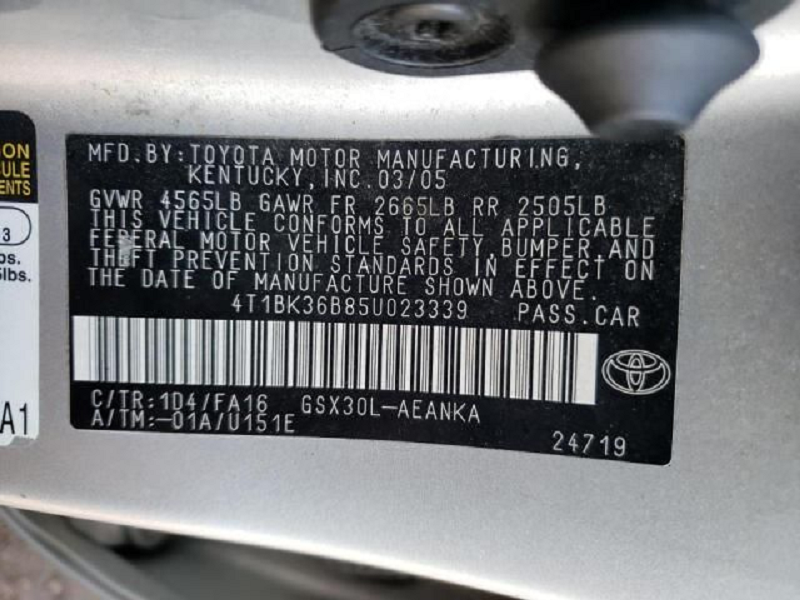 MFD.BY:TOYOTA MOTOR MANUFACTURING,
KENTUCKY, INC. 03/05
GVWR 4565LB GAWR FR 2665LB RR 2505LB
THIS VEHICLE CONFORMS TO ALL APPLICABLE
FEDERAL MOTOR VEHICLE SAFETY, BUMPER, AND
THEFT PREVENTION STANDARDS IN EFFECT ON
THE DATE OF MANUFACTURE SHOWN ABOVE.
4T1BK36B85U023339 PASS.CAR
C/TR:1D4/FA16 GSX30L-AEANKA
A/TM:-01A/U151E
24719
ON
ULE
ENTS
3
bs.
lbs.
A1